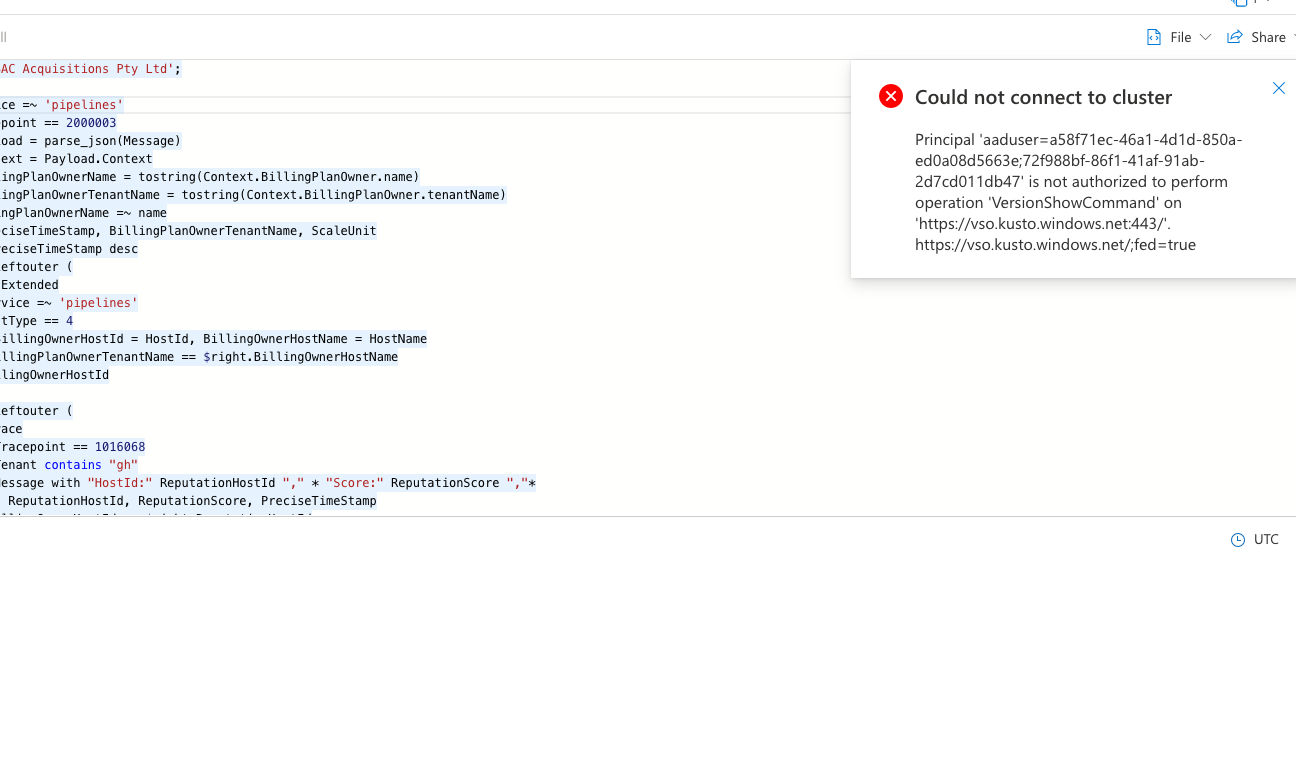 File
Share
AC Acquisitions Pty Ltd';
ice =~ 'pipelines'
point == 2000003
oad = parse_json(Message)
ext = Payload.Context
ingPlanOwnerName = tostring(Context.BillingPlanOwner.name)
ingPlanOwnerTenantName = tostring(Context.BillingPlanOwner.tenantName)
ngPlanOwnerName =~ name
eciseTimeStamp, BillingPlanOwnerTenantName, ScaleUnit
eciseTimeStamp desc
eftouter (
Extended
vice =~ 'pipelines'
tType == 4
illingOwnerHostId = HostId, BillingOwnerHostName = HostName
llingPlanOwnerTenantName == $right.BillingOwnerHostName
lingOwnerHostId
eftouter (
ace
racepoint == 1016068
enant contains "gh"
essage with "HostId:" ReputationHostId "," * "Score:" ReputationScore ","*
ReputationHostId, ReputationScore, PreciseTimeStamp
Could not connect to cluster
Principal 'aaduser=a58f71ec-46a1-4d1d-850a-
ed0a08d5663e;72f988bf-86f1-41af-91ab-
2d7cd011db47' is not authorized to perform
operation 'VersionShowCommand' on
'https://vso.kusto.windows.net:443/'.
https://vso.kusto.windows.net/;fed=true
UTC